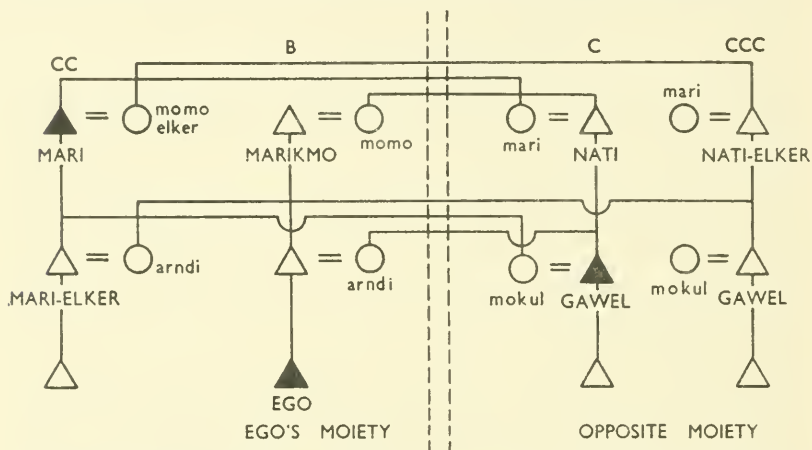 CC B C CCC
momo
elker
momo
mari
mari
MARI MARIKMO NATI NATI-ELKER
arndi
arndi
mokul
mokul
MARI-ELKER GAWEL GAWEL
EGO
EGO'S MOIETY OPPOSITE MOIETY